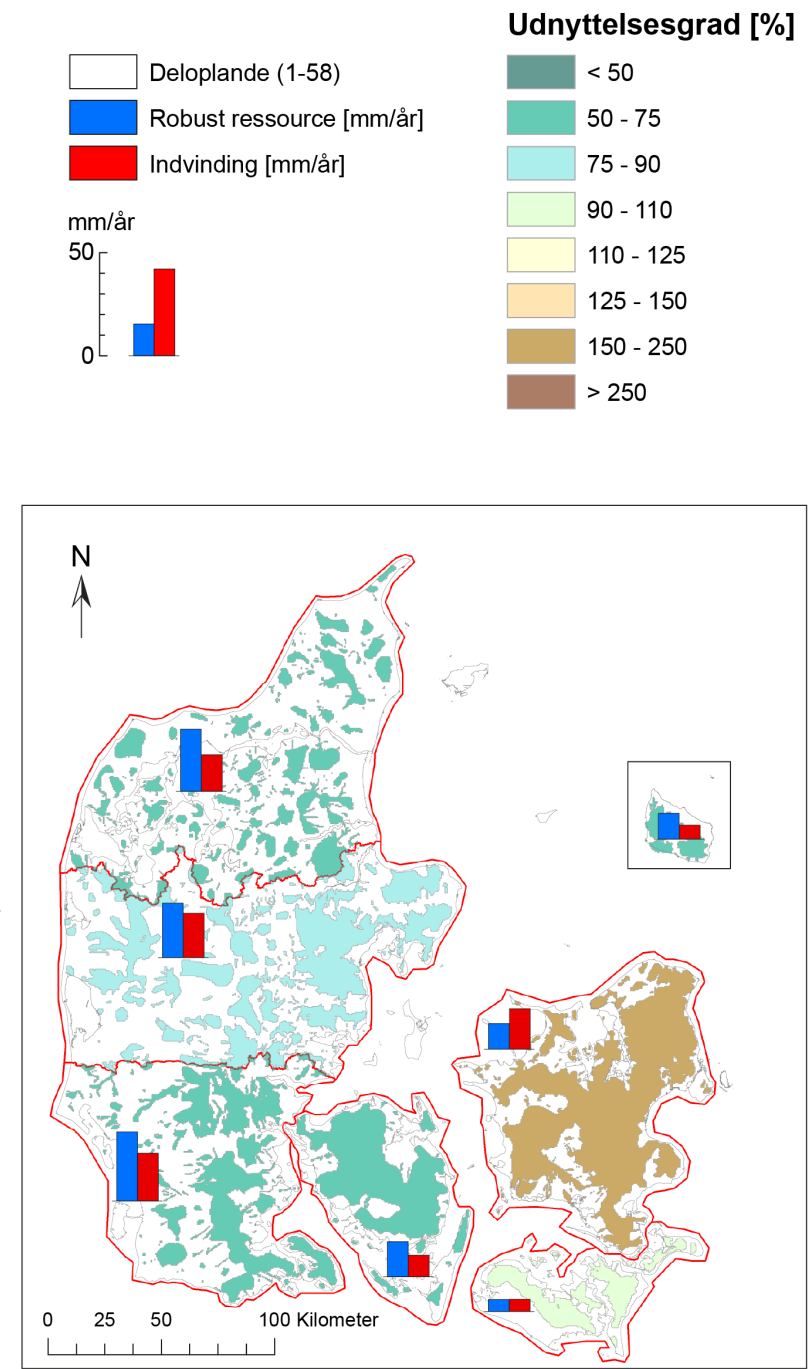 Udnyttelsesgrad [%]
Deloplande (1-58)
Robust ressource [mm/år]
Indvinding [mm/år]
mm/år
50
0
< 50
50 - 75
75 - 90
90 - 110
110 - 125
125 - 150
150 - 250
> 250
N
0 25 50 100 Kilometer